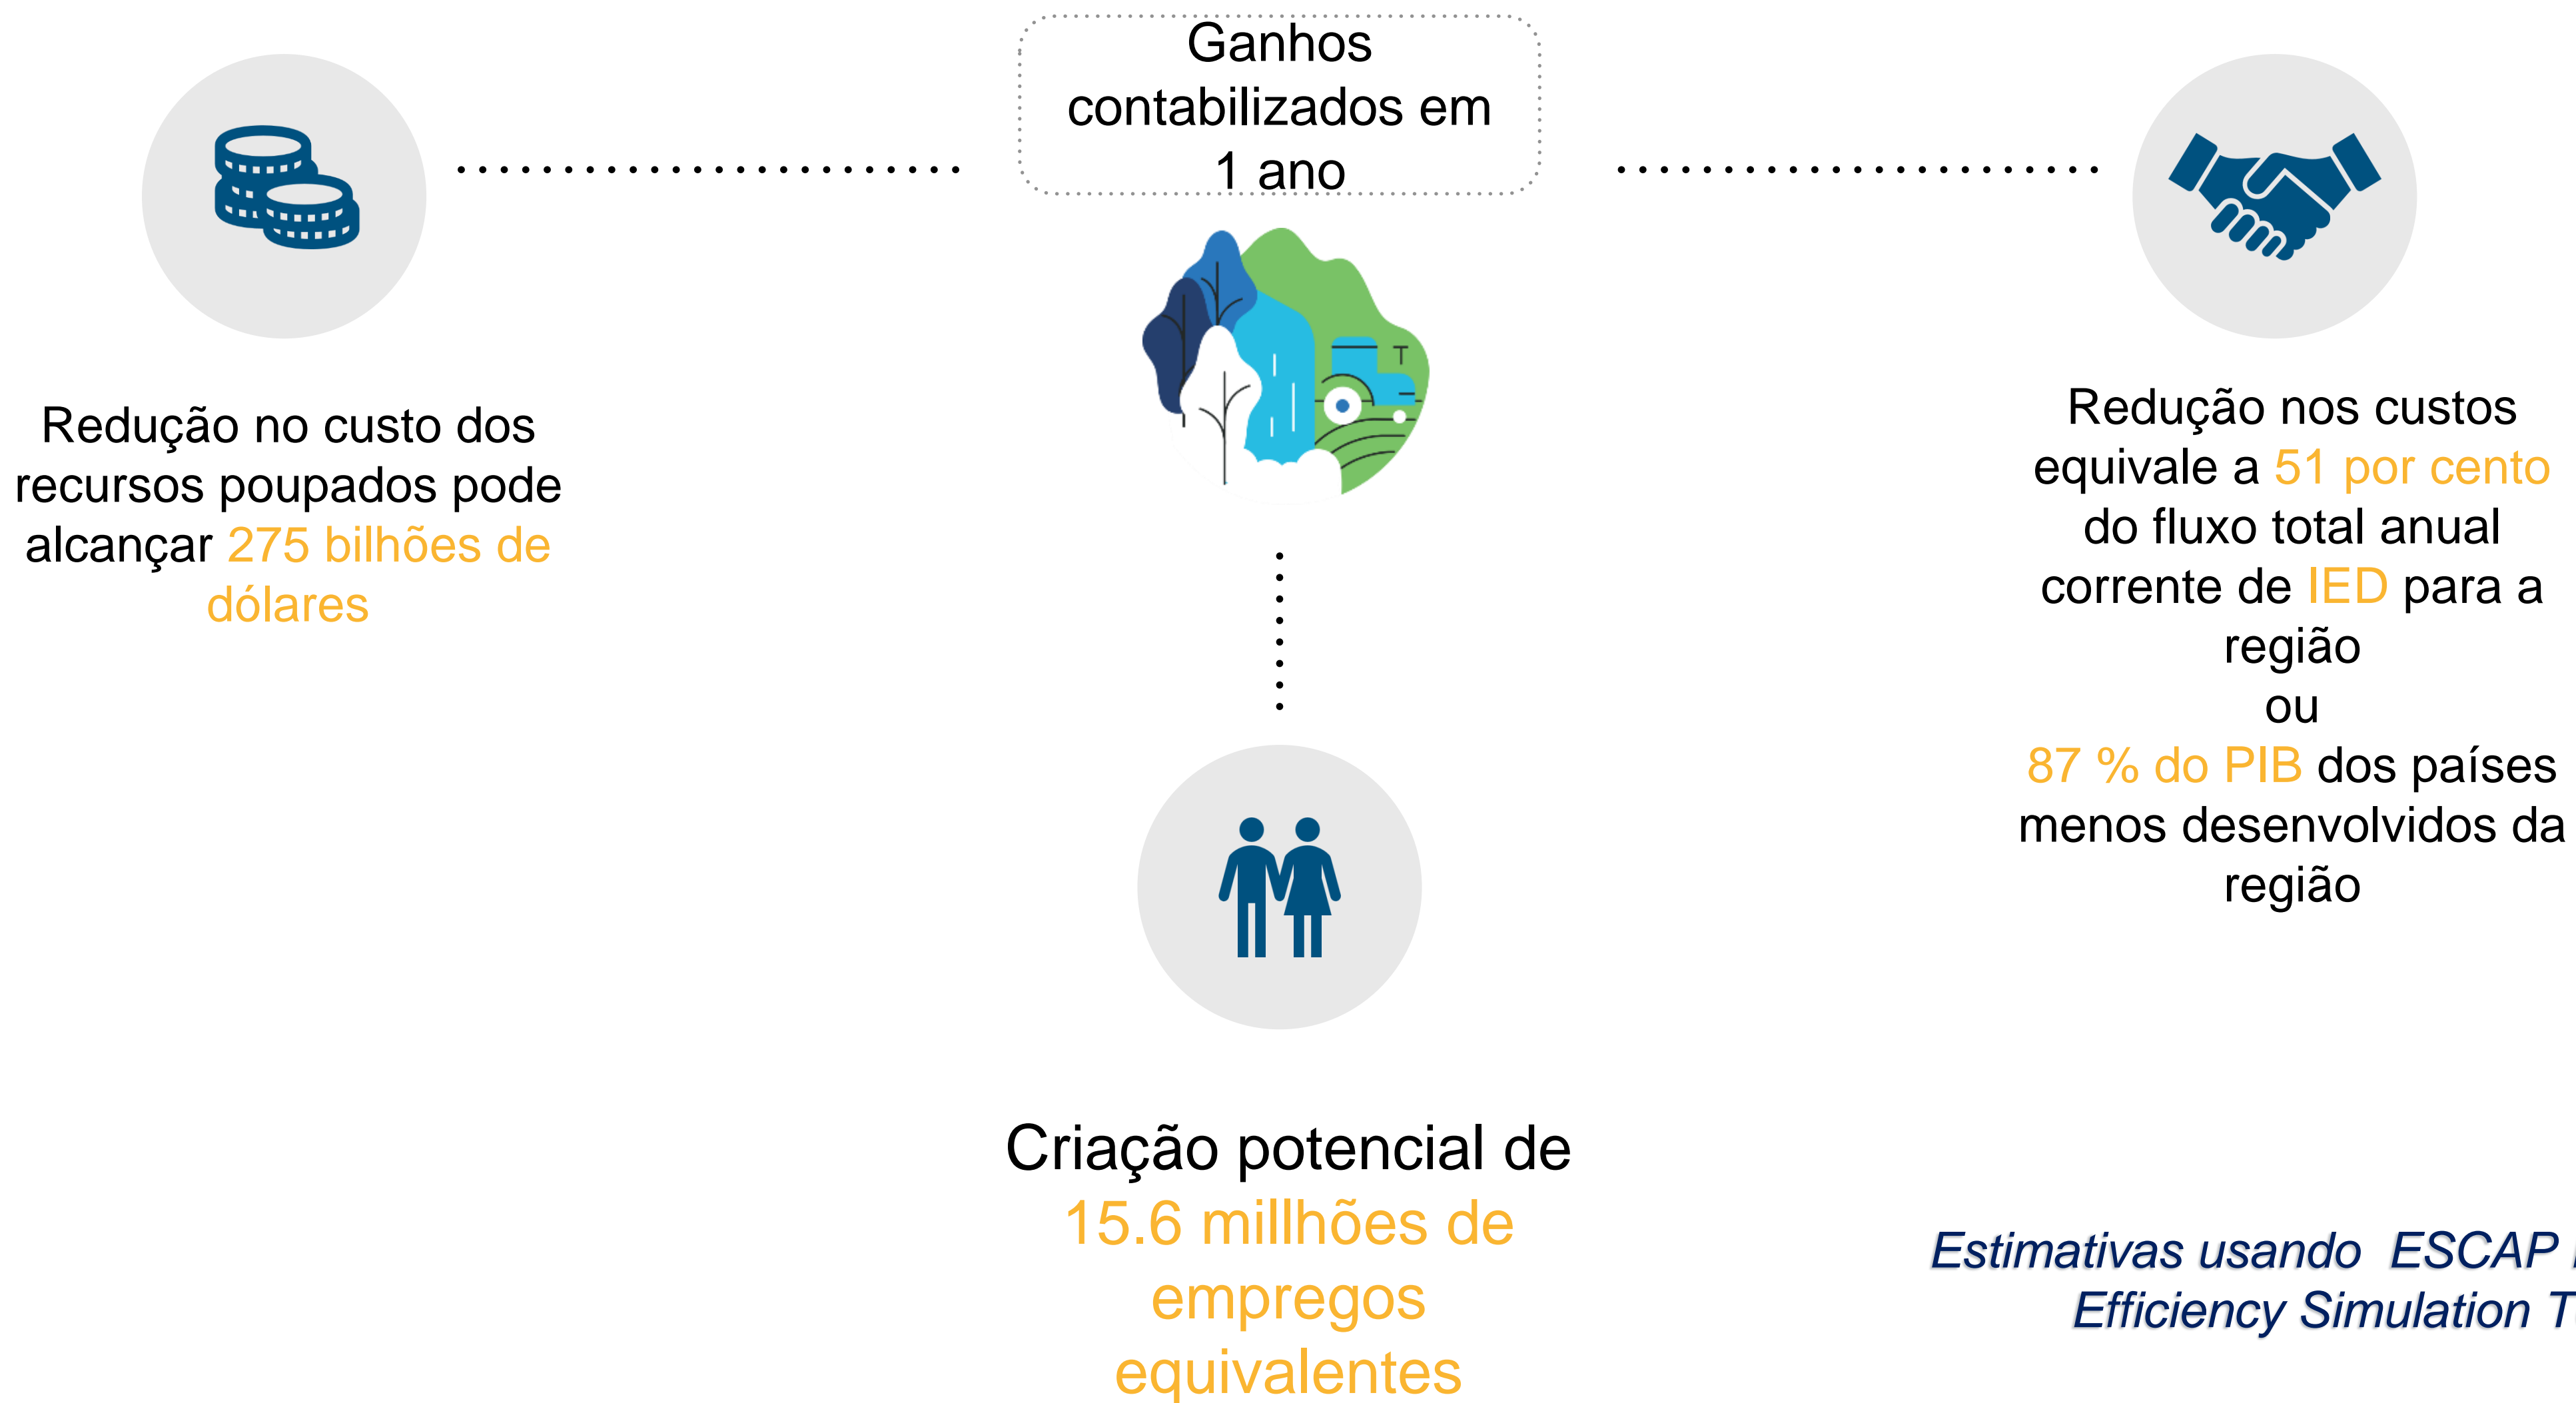 Ganhos
contabilizados em
1 ano
Redução no custo dos
recursos poupados pode
alcançar 275 bilhões de
dólares
Redução nos custos
equivale a 51 por cento
do fluxo total anual
corrente de IED para a
região
ou
87 % do PIB dos países
menos desenvolvidos da
região
Criação potencial de
15.6 millhões de
empregos
equivalentes
Estimativas usando ESCAP
Efficiency Simulation